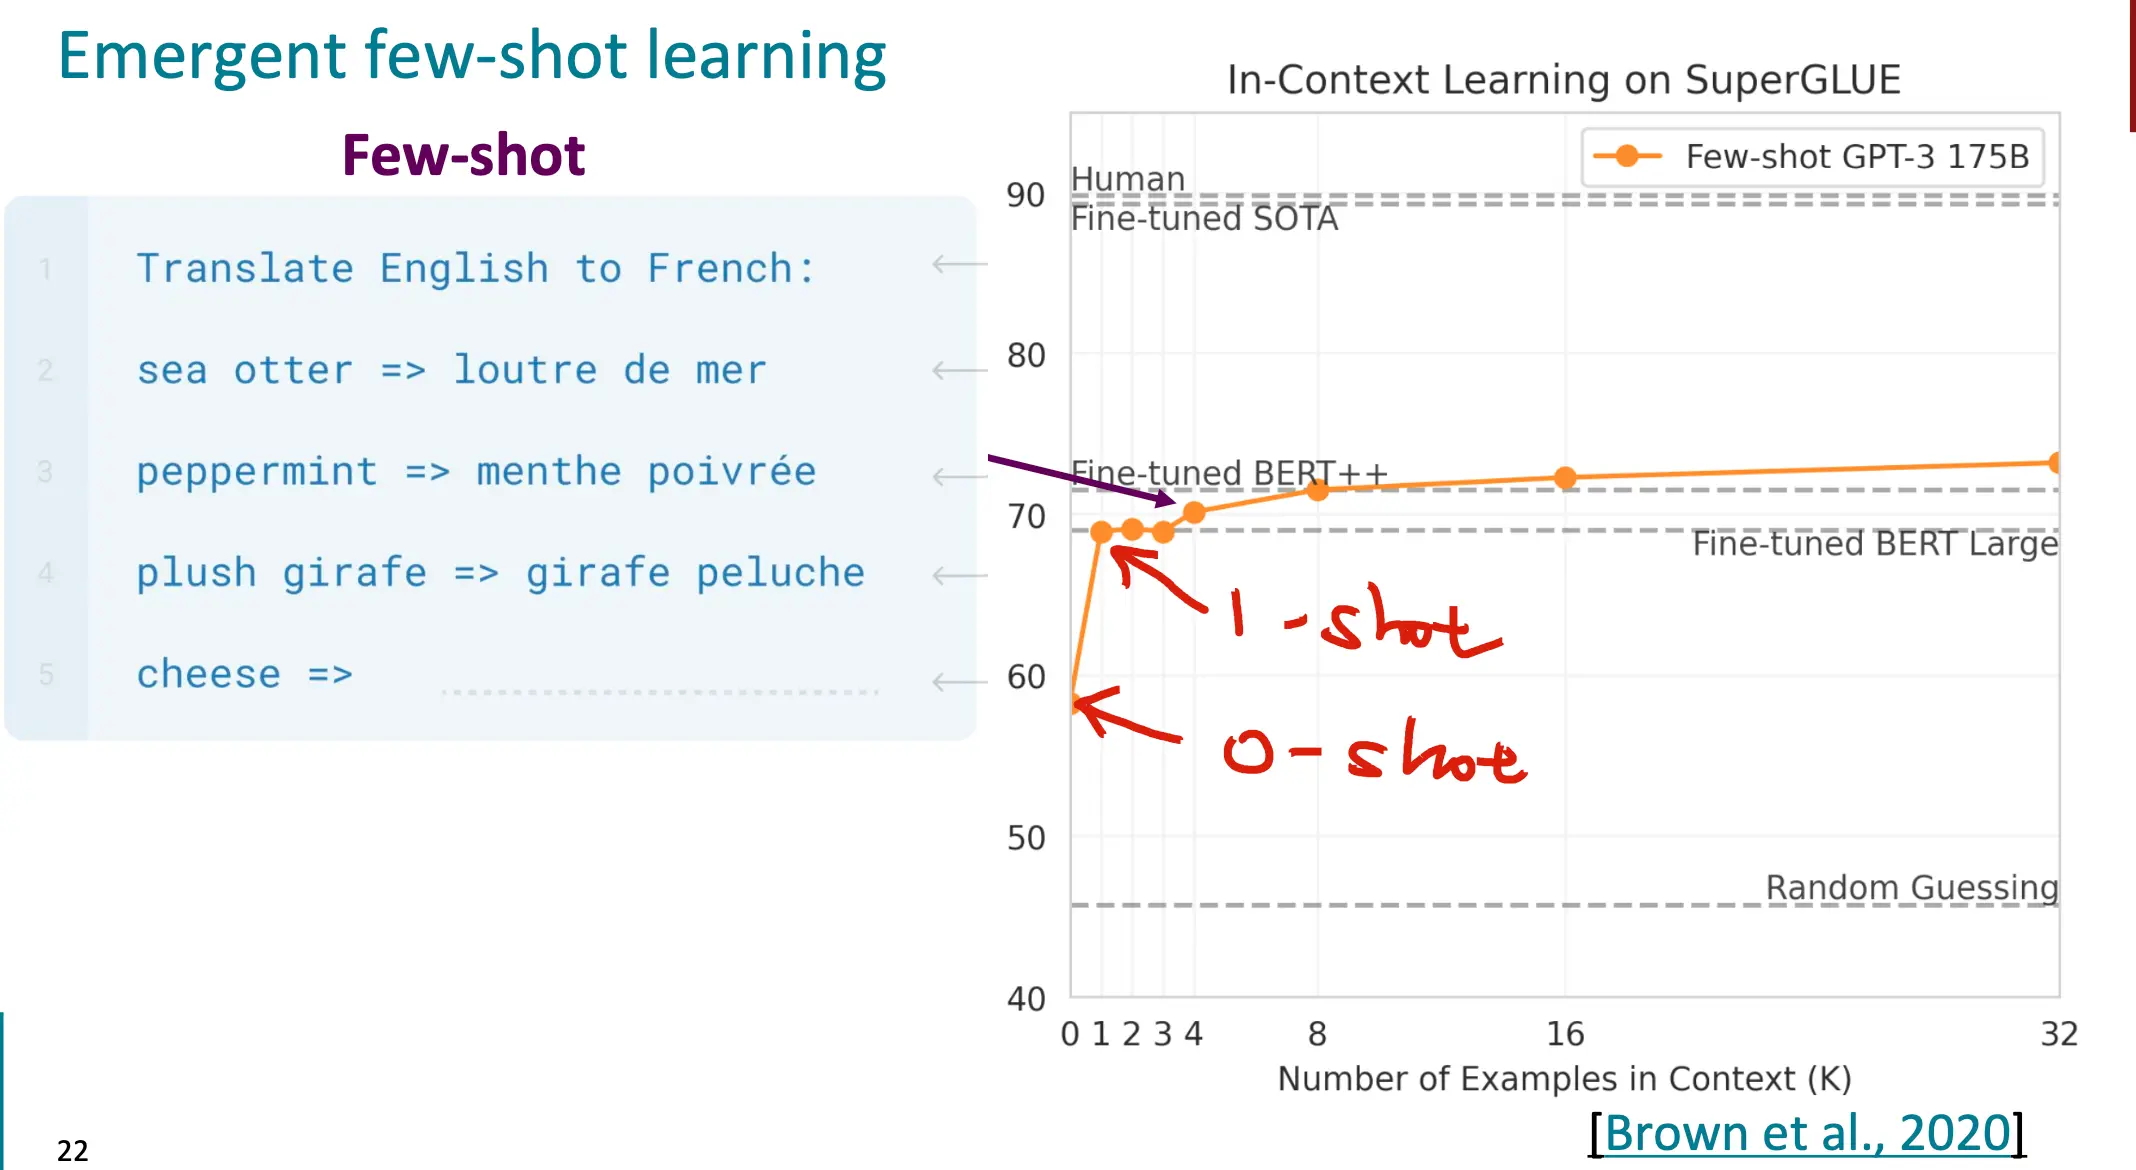 Emergent few-shot learning
Few-shot
1 Translate English to French:
2 sea otter => loutre de mer
3 peppermint => menthe poivrée
4 plush girafe => girafe peluche
5 cheese =>
In-Context Learning on SuperGLUE
Few-shot GPT-3 175B
Human
90
Fine-tuned SOTA
80
Fine-tuned BERT++
70
Fine-tuned BERT Large
1-shot
60
0-shot
50
Random Guessing
40
0 1 2 3 4 8 16 32
Number of Examples in Context (K)
[Brown et al., 2020]
22